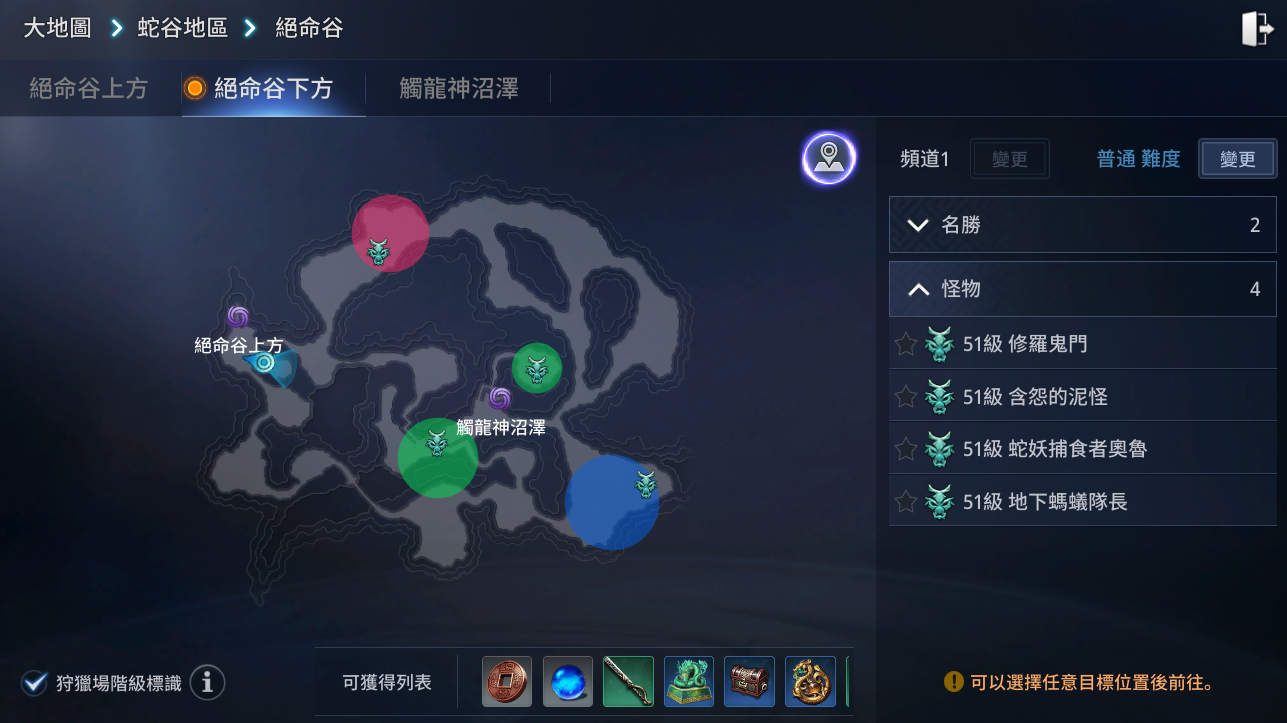 大地圖 蛇谷地區 絕命谷
絕命谷上方 絕命谷下方 觸龍神沼澤
頻道1 變更 普通 難度 變更
名勝 2
怪物 4
51級 修羅鬼門
51級 含怨的泥怪
51級 蛇妖捕食者奧魯
51級 地下螞蟻隊長
絕命谷上方
觸龍神沼澤
狩獵場階級標識
可獲得列表
可以選擇任意目標位置後前往。